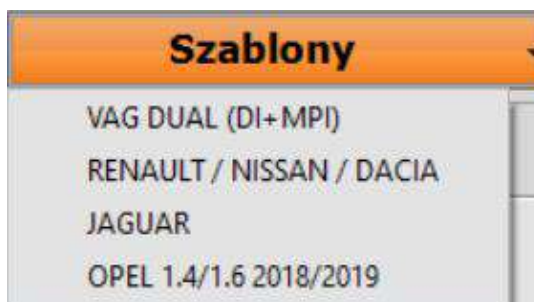 Szablony
VAG DUAL (DI+MPI)
RENAULT / NISSAN / DACIA
JAGUAR
OPEL 1.4/1.6 2018/2019